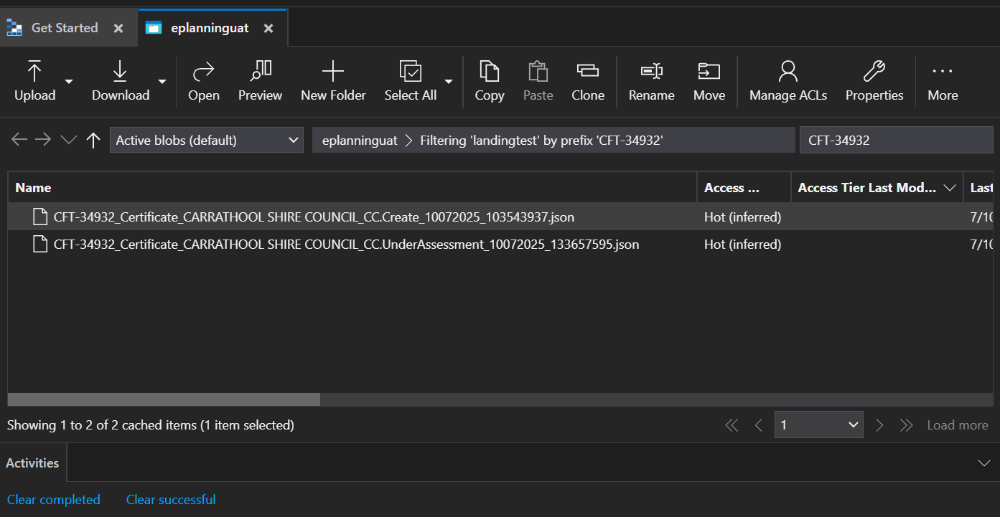 Get Started
eplanninguat
Upload Download Open Preview New Folder Select All Copy Paste Clone Rename Move Manage ACLs Properties More
Active blobs (default) eplanninguat Filtering 'landingtest' by prefix 'CFT-34932' CFT-34932
Name Access ... Access Tier Last Mod... Last
CFT-34932_Certificate_CARRATHOOL SHIRE COUNCIL_CC.Create_10072025_103543937.json Hot (inferred) 7/10
CFT-34932_Certificate_CARRATHOOL SHIRE COUNCIL_CC.UnderAssessment_10072025_133657595.json Hot (inferred) 7/10
Showing 1 to 2 of 2 cached items (1 item selected) 1 Load more
Activities
Clear completed Clear successful